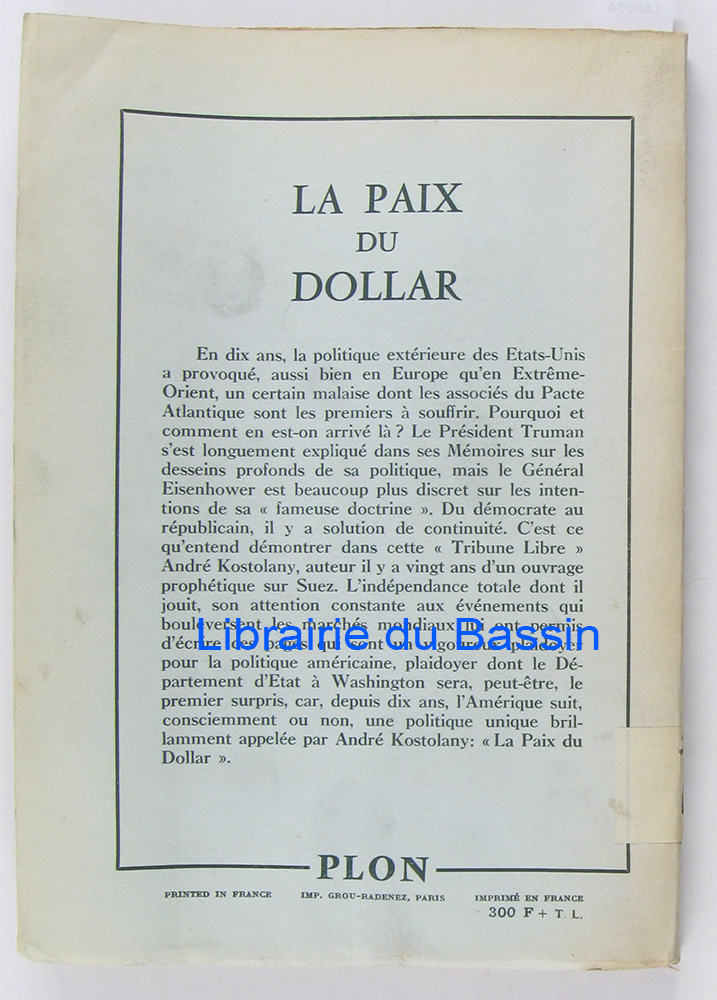 LA PAIX
DU
DOLLAR
En dix ans, la politique extérieure des Etats-Unis
a provoqué, aussi bien en Europe qu'en Extrême-
Orient, un certain malaise dont les associés du Pacte
Atlantique sont les premiers à souffrir. Pourquoi et
comment en est-on arrivé là ? Le Président Truman
s'est longuement expliqué dans ses Mémoires sur les
desseins profonds de sa politique, mais le Général
Eisenhower est beaucoup plus discret sur les inten-
tions de sa « fameuse doctrine ». Du démocrate au
républicain, il y a solution de continuité. C'est ce
qu'entend démontrer dans cette « Tribune Libre »
André Kostolany, auteur il y a vingt ans d'un ouvrage
prophétique sur Suez. L'indépendance totale dont il
jouit, son attention constante aux événements qui
bouleversent les marchés mondiaux lui ont permis
Librairie du Bassin
d'écrire ces pages qui sont un vigoureux plaidoyer
pour la politique américaine, plaidoyer dont le Dé-
partement d'Etat à Washington sera, peut-être, le
premier surpris, car, depuis dix ans, l'Amérique suit,
consciemment ou non, une politique unique bril-
lamment appelée par André Kostolany: « La Paix du
Dollar ».
PLON
PRINTED IN FRANCE IMP. GROU-RADENEZ, PARIS IMPRIMÉ EN FRANCE
300 F + T. L.